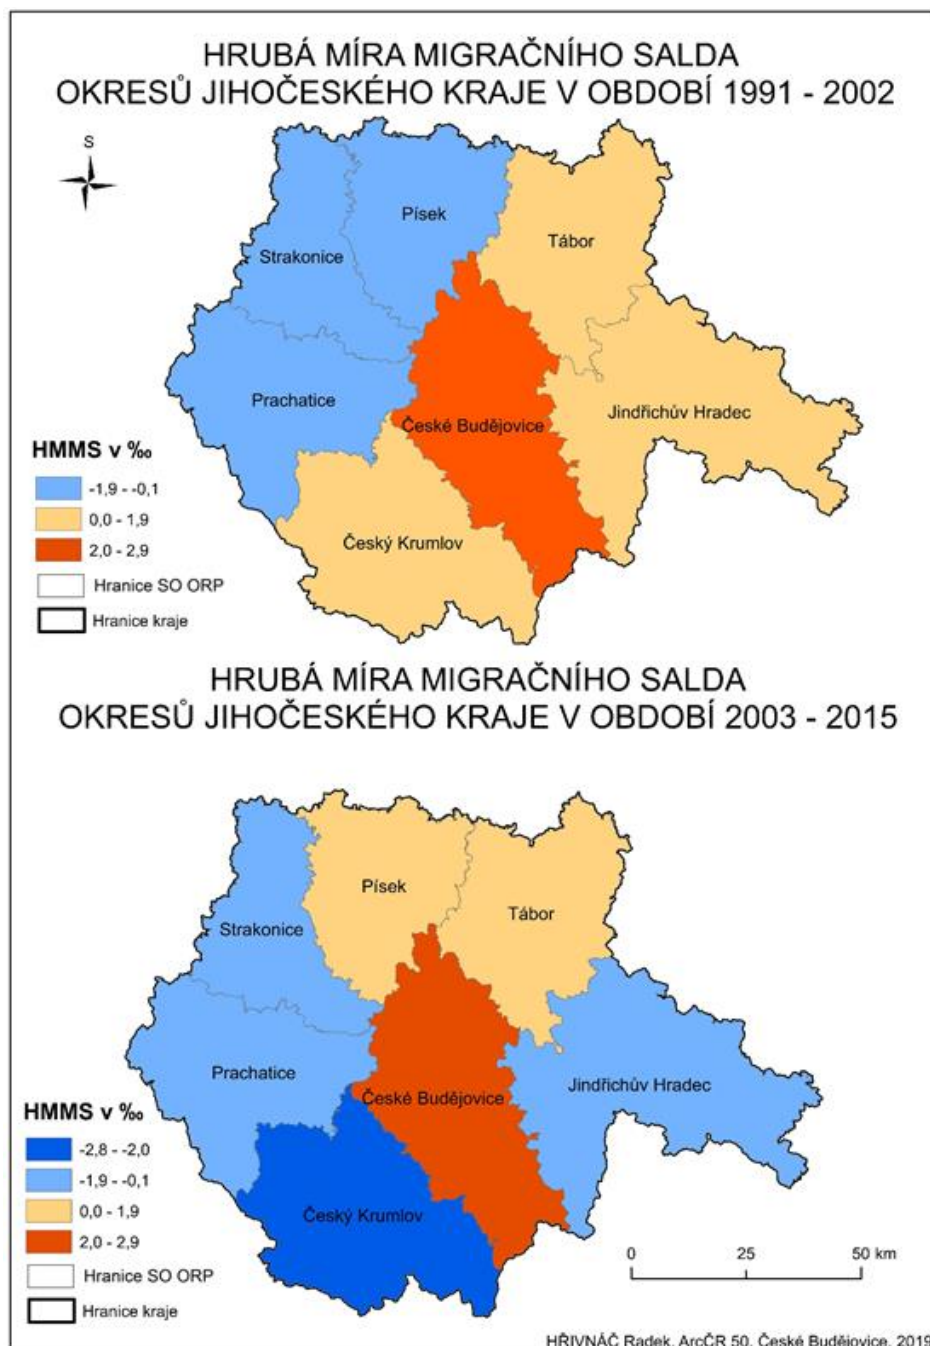 HRUBÁ MÍRA MIGRAČNÍHO SALDA
OKRESŮ JIHOČESKÉHO KRAJE V OBDOBÍ 1991 - 2002
S
Písek
Tábor
Strakonice
Prachatice
Jindřichův Hradec
České Budějovice
Český Krumlov
HMMS v ‰
-1,9 - -0,1
0,0 - 1,9
2,0 - 2,9
Hranice SO ORP
Hranice kraje
HRUBÁ MÍRA MIGRAČNÍHO SALDA
OKRESŮ JIHOČESKÉHO KRAJE V OBDOBÍ 2003 - 2015
Písek
Tábor
Strakonice
Prachatice
Jindřichův Hradec
České Budějovice
Český Krumlov
HMMS v ‰
-2,8 - -2,0
-1,9 - -0,1
0,0 - 1,9
2,0 - 2,9
Hranice SO ORP
Hranice kraje
0 25 50 km
HŘIVNÁČ Radek, ArcČR 50, České Budějovice, 2019